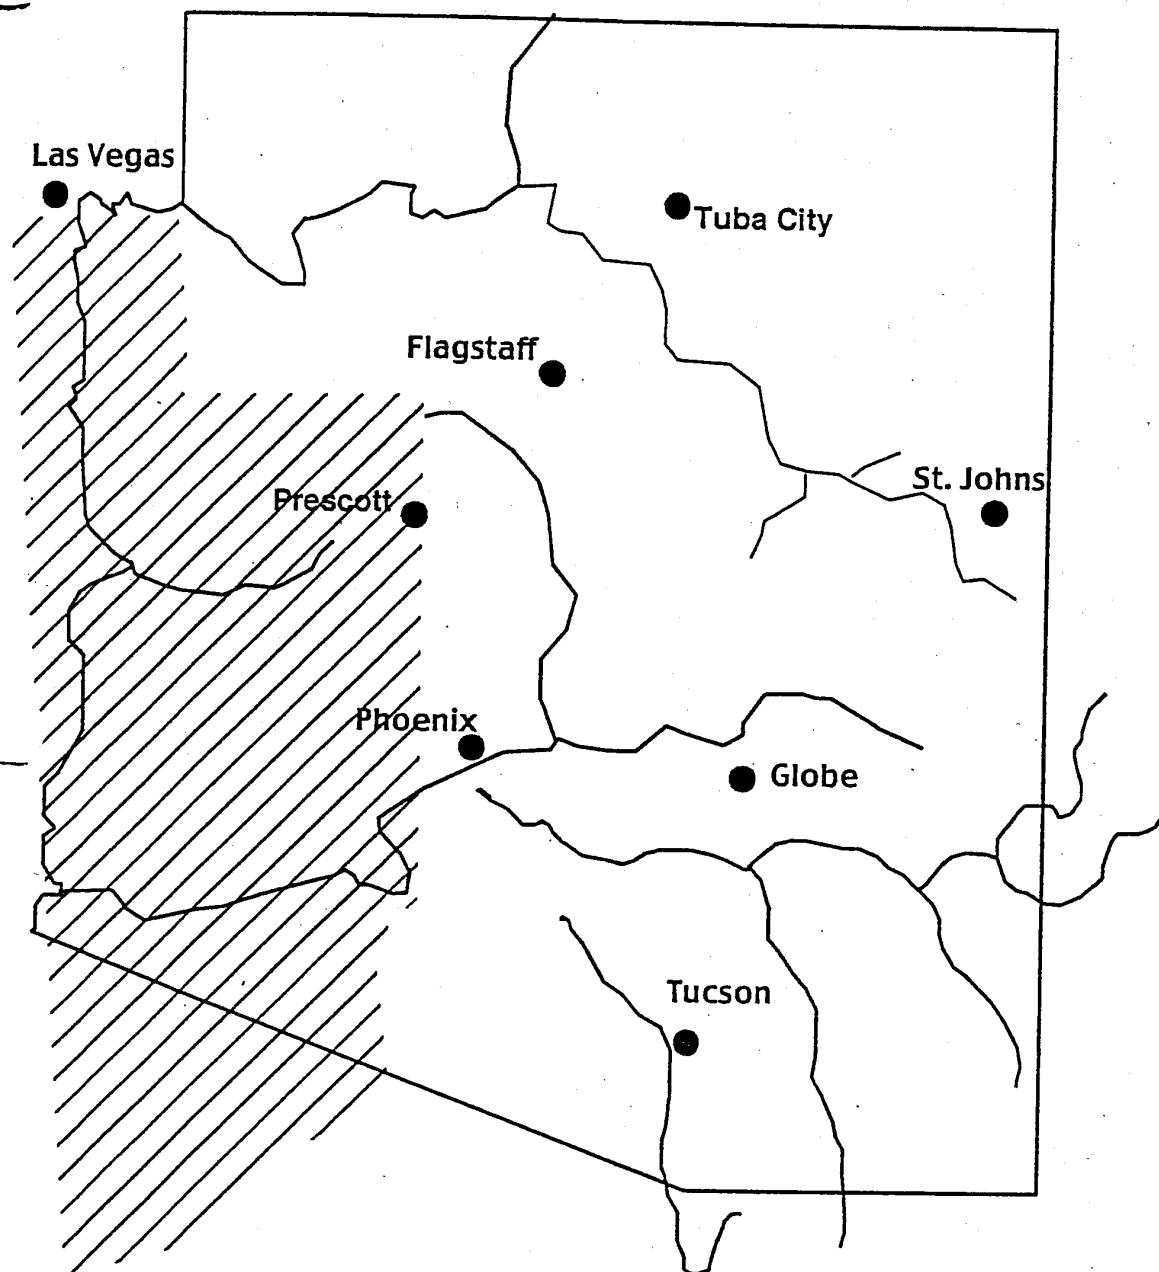 Las Vegas
Tuba City
Flagstaff
St. Johns
Prescott
Phoenix
Globe
Tucson